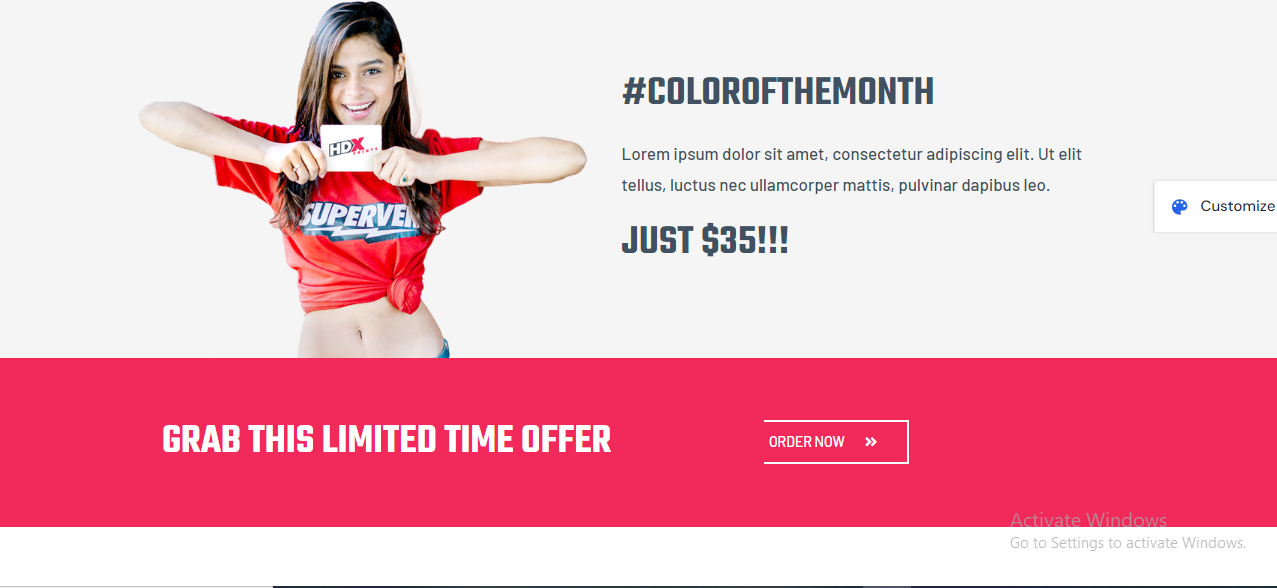 #COLOROFTHEMONTH
Lorem ipsum dolor sit amet, consectetur adipiscing elit. Ut elit
tellus, luctus nec ullamcorper mattis, pulvinar dapibus leo.
JUST $35!!!
HDX
SUPERVE
Customize
GRAB THIS LIMITED TIME OFFER
ORDER NOW »
Activate Windows
Go to Settings to activate Windows.